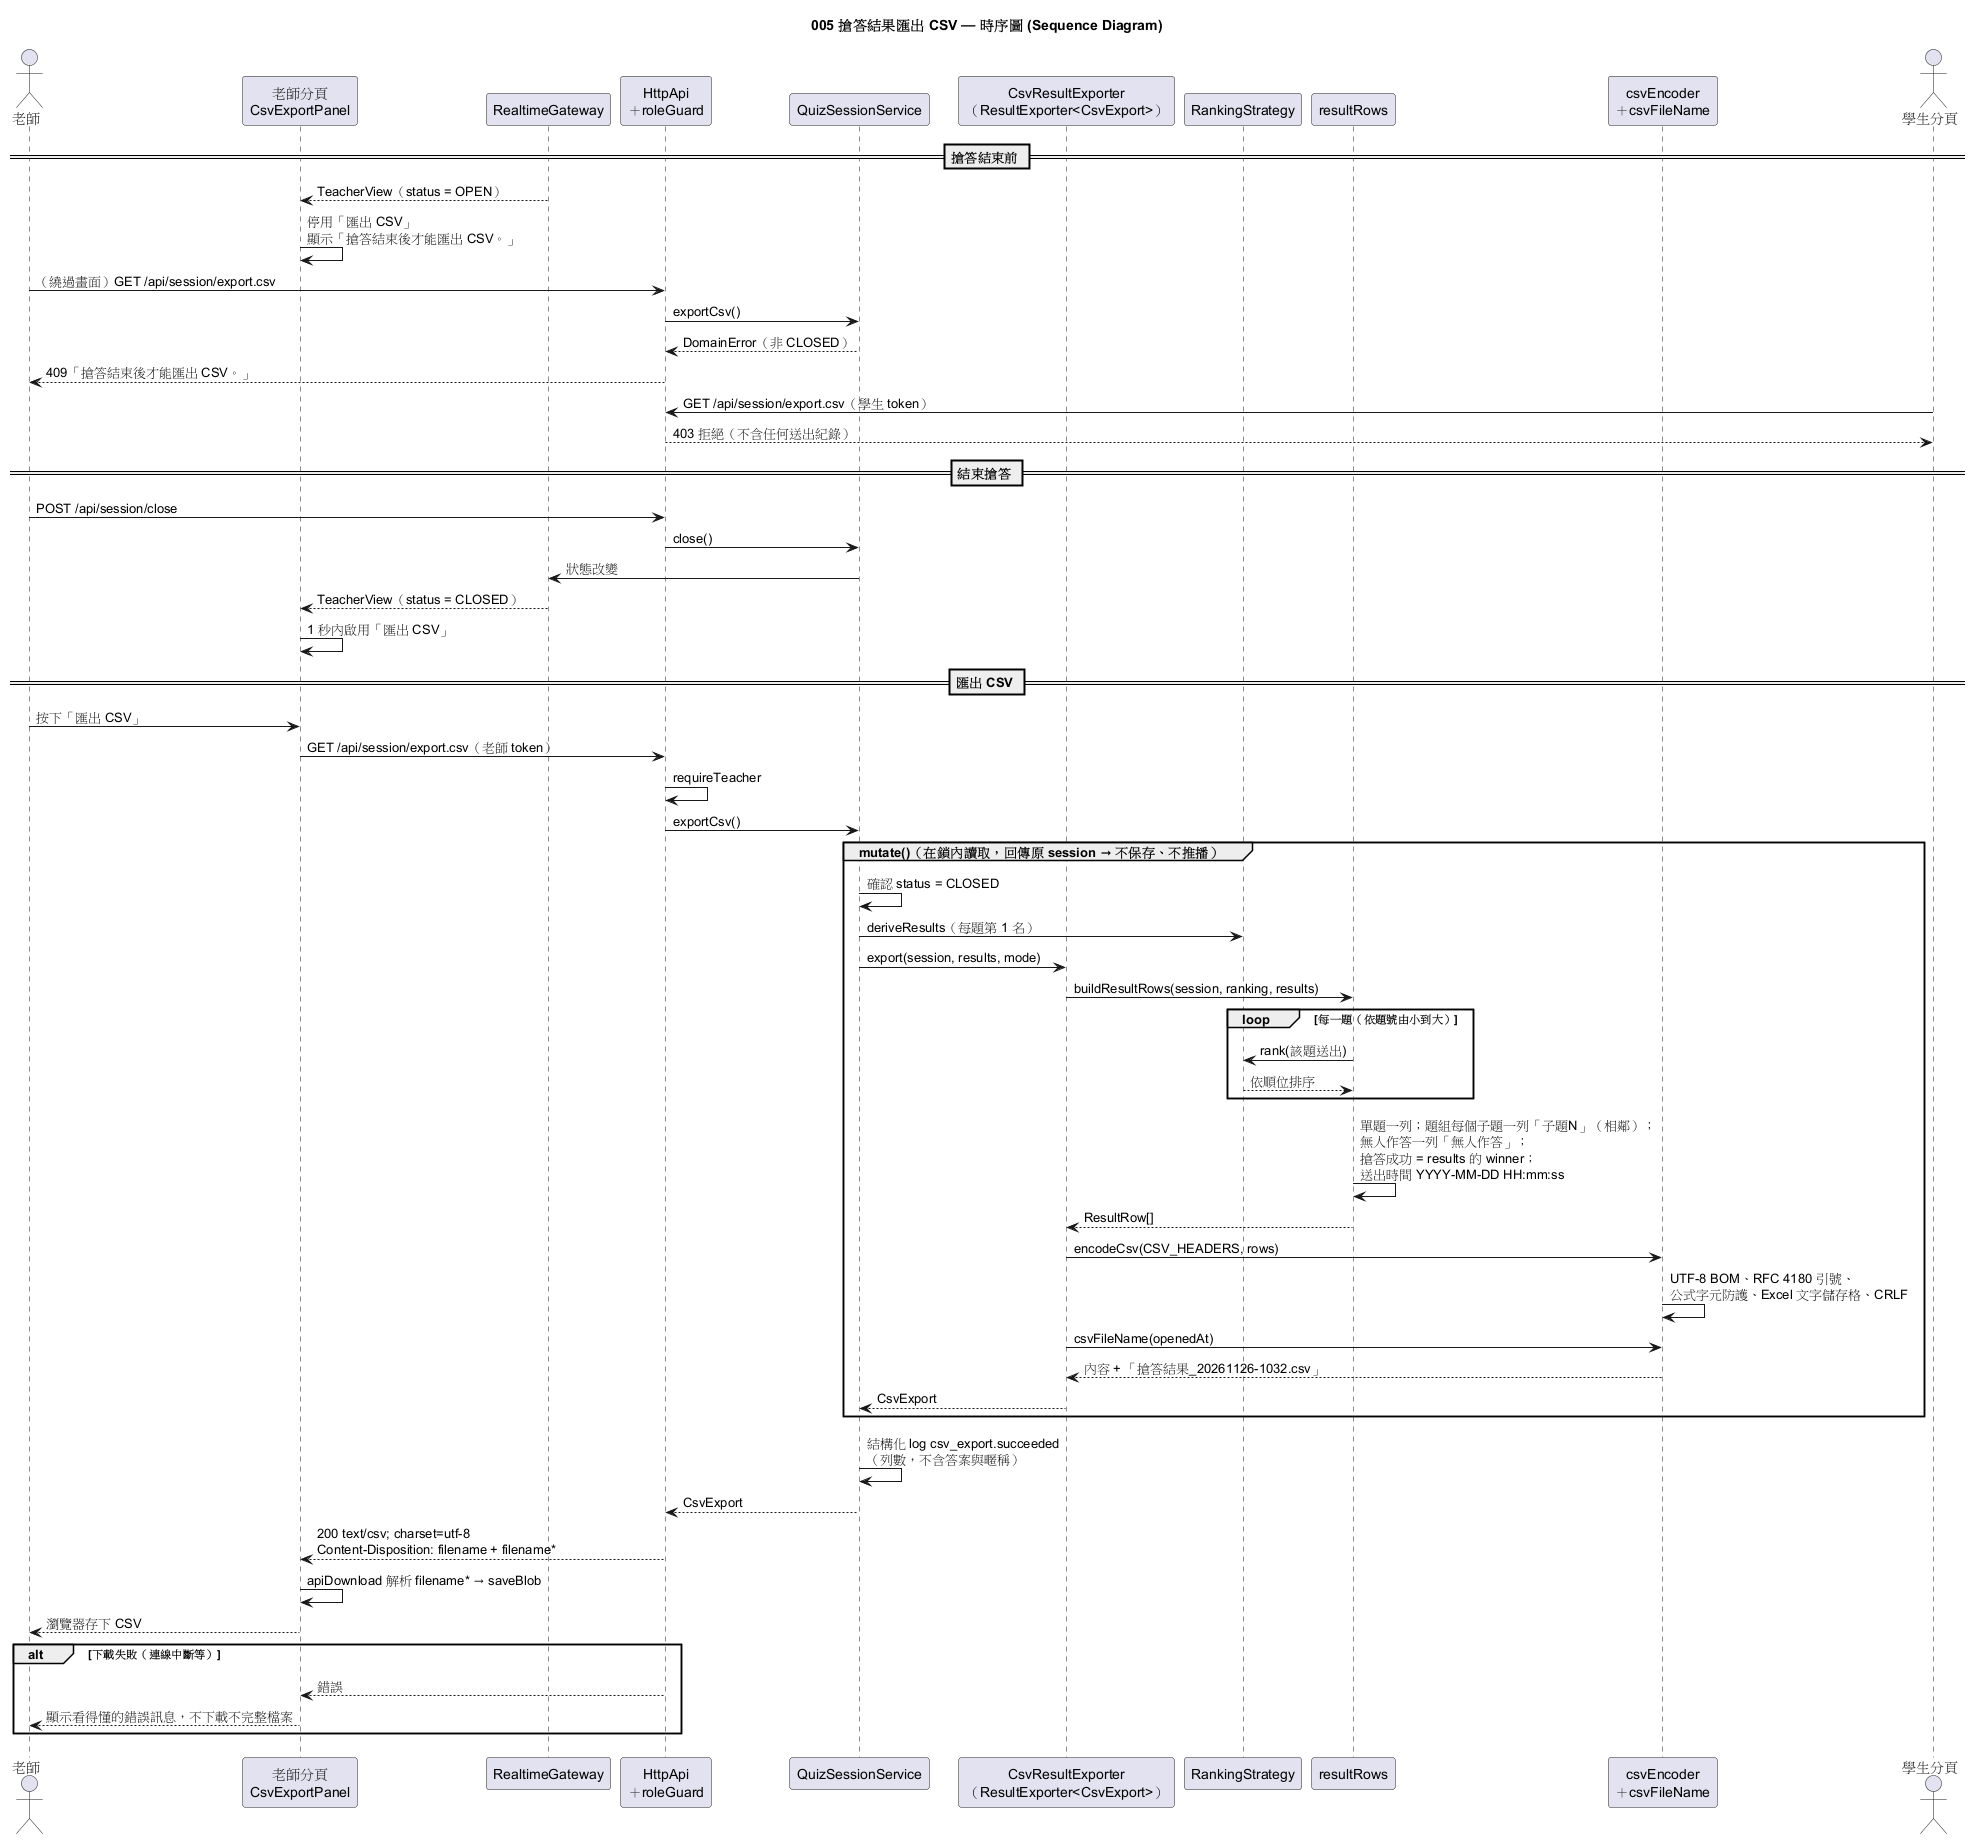 005 搶答結果匯出 CSV — 時序圖 (Sequence Diagram)
老師
老師分頁
CsvExportPanel
RealtimeGateway
HttpApi
＋roleGuard
QuizSessionService
CsvResultExporter
（ResultExporter<CsvExport>）
RankingStrategy
resultRows
csvEncoder
＋csvFileName
學生分頁
搶答結束前
TeacherView（status = OPEN）
停用「匯出 CSV」
顯示「搶答結束後才能匯出 CSV。」
（繞過畫面）GET /api/session/export.csv
exportCsv()
DomainError（非 CLOSED）
409「搶答結束後才能匯出 CSV。」
GET /api/session/export.csv（學生 token）
403 拒絕（不含任何送出紀錄）
結束搶答
POST /api/session/close
close()
狀態改變
TeacherView（status = CLOSED）
1 秒內啟用「匯出 CSV」
匯出 CSV
按下「匯出 CSV」
GET /api/session/export.csv（老師 token）
requireTeacher
exportCsv()
mutate()（在鎖內讀取，回傳原 session → 不保存、不推播）
確認 status = CLOSED
deriveResults（每題第 1 名）
export(session, results, mode)
buildResultRows(session, ranking, results)
loop [每一題（依題號由小到大）]
rank(該題送出)
依順位排序
單題一列；題組每個子題一列「子題N」（相鄰）；
無人作答一列「無人作答」；
搶答成功 = results 的 winner；
送出時間 YYYY-MM-DD HH:mm:ss
ResultRow[]
encodeCsv(CSV_HEADERS, rows)
UTF-8 BOM、RFC 4180 引號、
公式字元防護、Excel 文字儲存格、CRLF
csvFileName(openedAt)
內容 + 「搶答結果_20261126-1032.csv」
CsvExport
結構化 log csv_export.succeeded
（列數，不含答案與暱稱）
CsvExport
200 text/csv; charset=utf-8
Content-Disposition: filename + filename*
apiDownload 解析 filename* → saveBlob
瀏覽器存下 CSV
alt [下載失敗（連線中斷等）]
錯誤
顯示看得懂的錯誤訊息，不下載不完整檔案
老師
老師分頁
CsvExportPanel
RealtimeGateway
HttpApi
＋roleGuard
QuizSessionService
CsvResultExporter
（ResultExporter<CsvExport>）
RankingStrategy
resultRows
csvEncoder
＋csvFileName
學生分頁